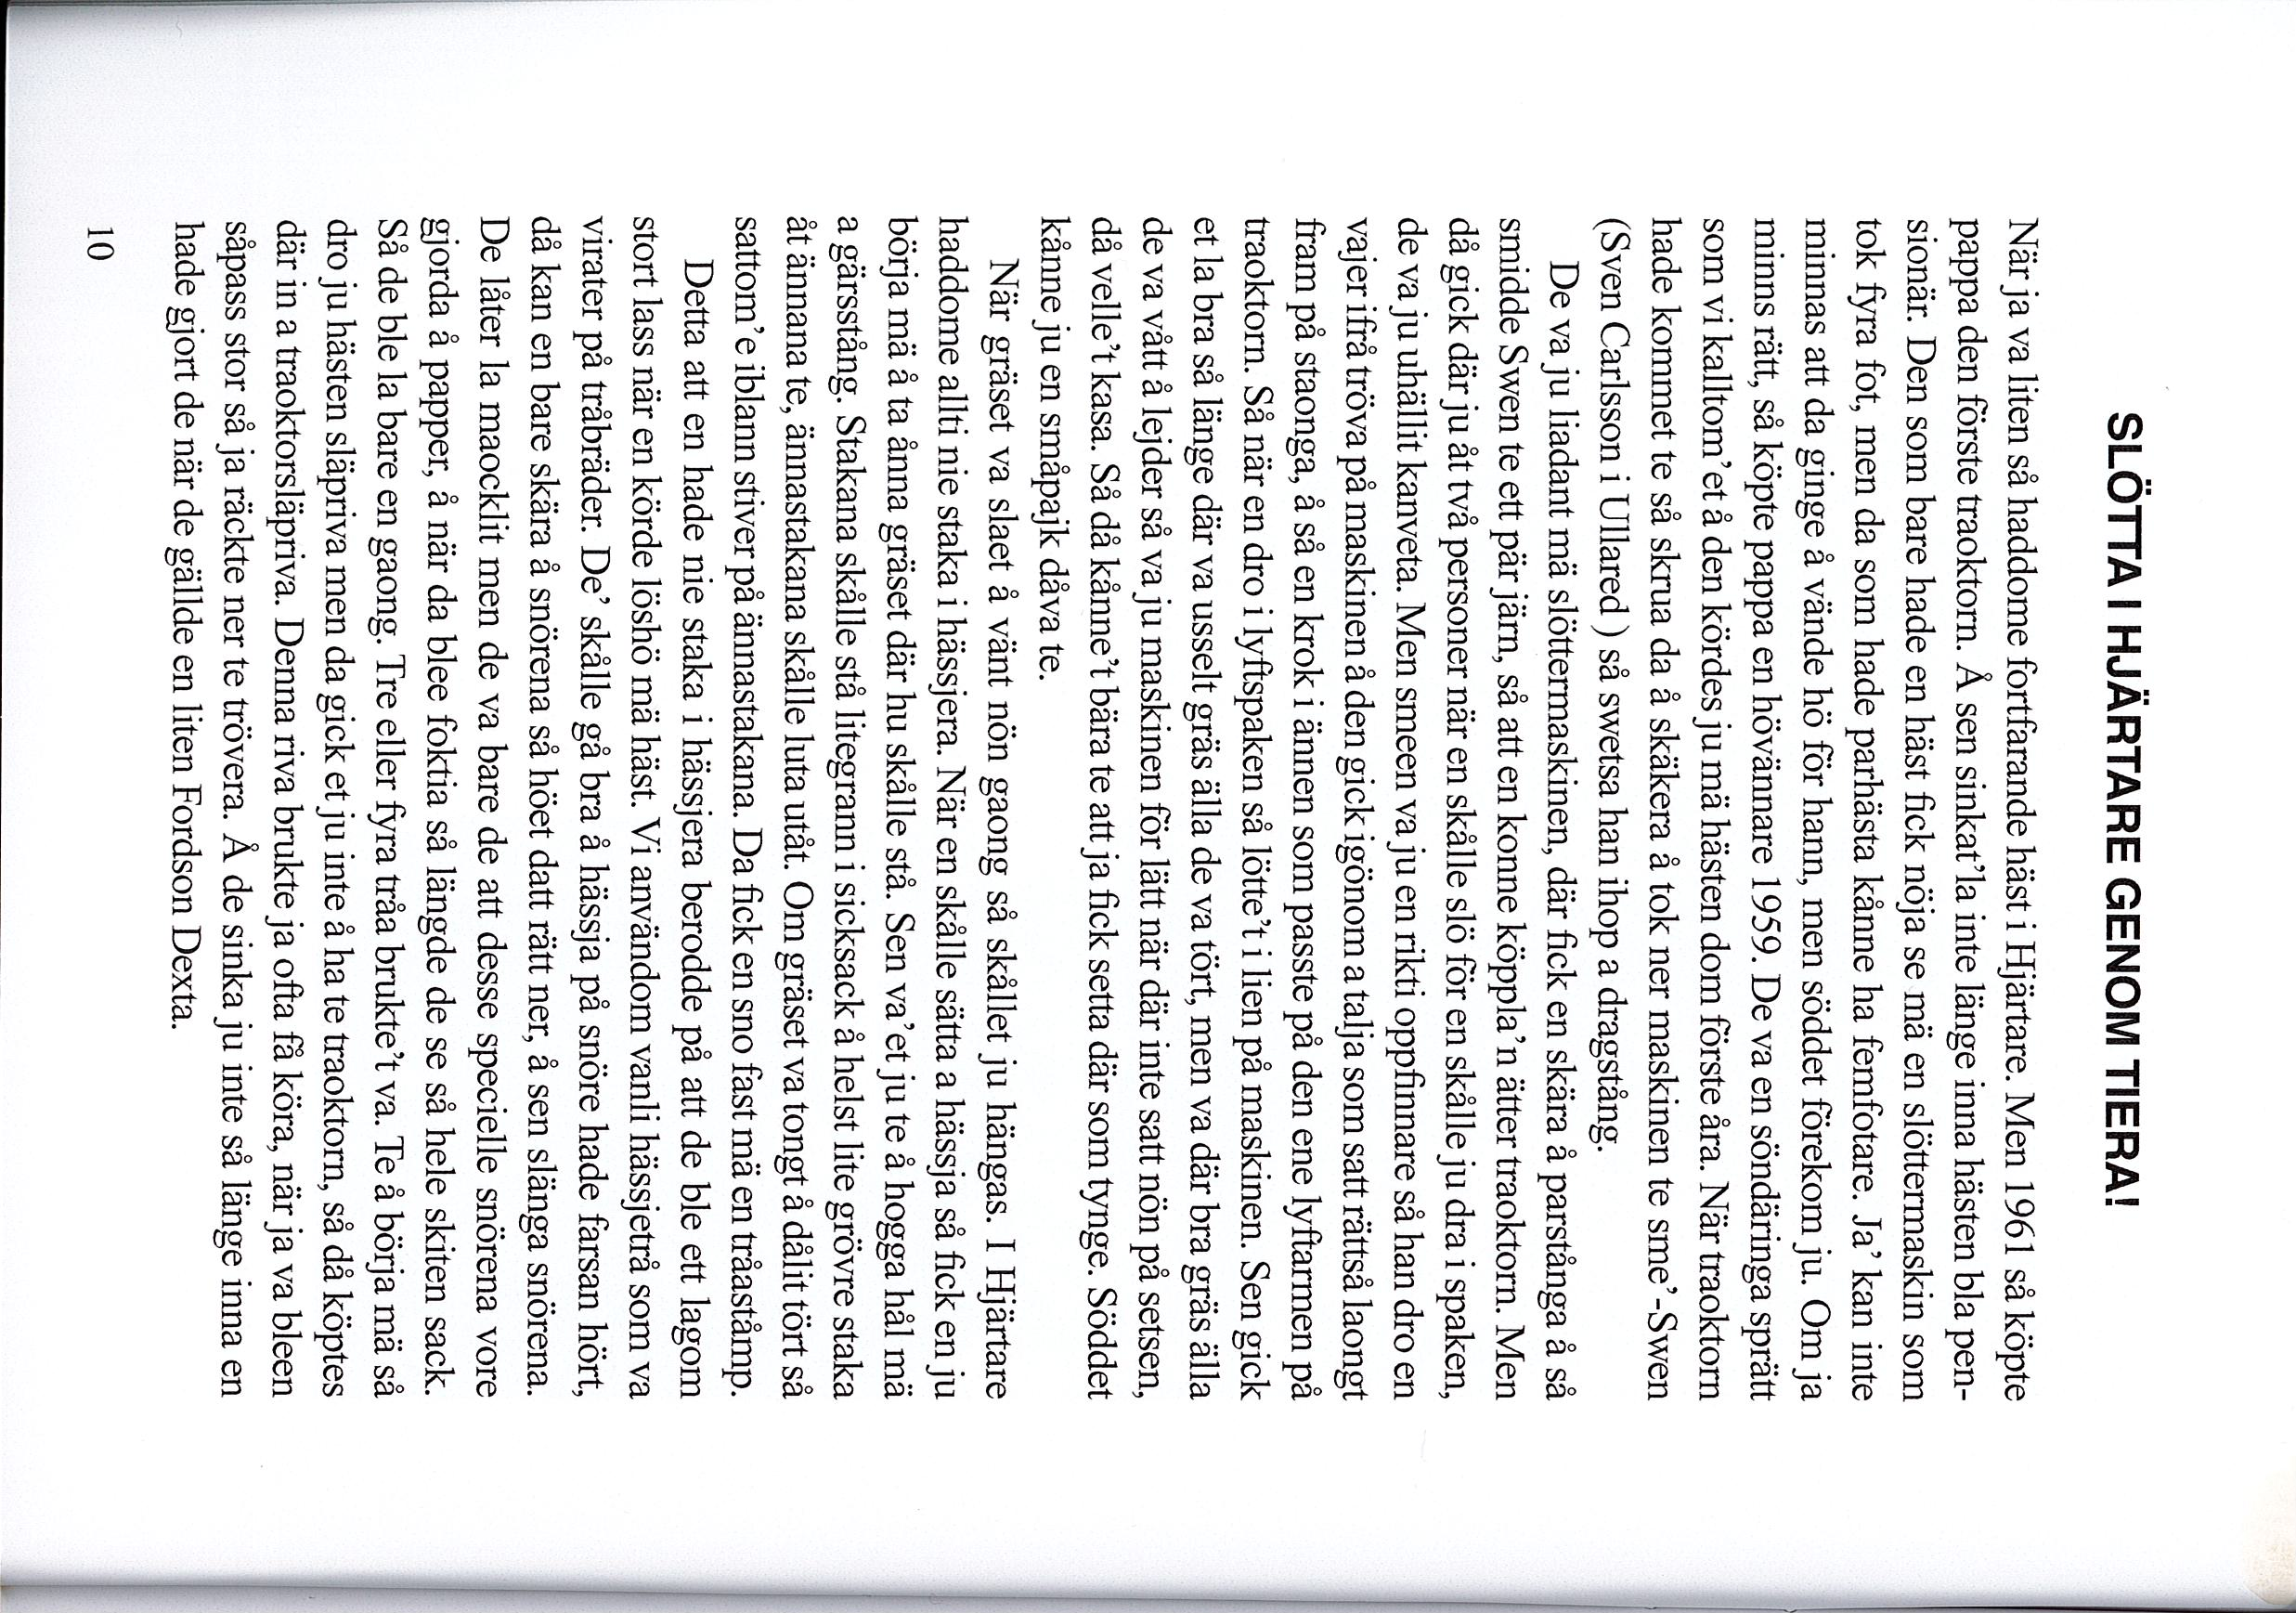 SLÖTTA I HJÄRTARE GENOM TIERA!
När ja va liten så haddome fortfarande häst i Hjärtare. Men 1961 så köpte
pappa den förste traoktorn. Å sen sinkat'la inte länge inna hästen bla pen-
sionär. Den som bare hade en häst fick nöja se mä en slöttermaskin som
tok fyra fot, men da som hade parhästa kånne ha femfotare. Ja' kan inte
minnas att da ginge å vände hö för hann, men söddet förekom ju. Om ja
minns rätt, så köpte pappa en hövännare 1959. De va en söndäringa sprätt
som vi kalltom'et å den kördes ju mä hästen dom förste åra. När traoktorn
hade kommet te så skrua da å skäkera å tok ner maskinen te sme'-Swen
(Sven Carlsson i Ullared ) så swetsa han ihop a dragstång.
De va ju liadant mä slöttermaskinen, där fick en skära å parstånga å så
smidde Swen te ett pär järn, så att en konne köppla'n ätter traoktorn. Men
då gick där ju åt två personer när en skålle slö för en skålle ju dra i spaken,
de va ju uhällit kanveta. Men smeen va ju en rikti oppfinnare så han dro en
vajer ifrå tröva på maskinen å den gick igönom a talja som satt rättså laongt
fram på staonga, å så en krok i ännen som passte på den ene lyftarmen på
traoktorn. Så när en dro i lyftspaken så lötte't i lien på maskinen. Sen gick
et la bra så länge där va usselt gräs älla de va tört, men va där bra gräs älla
de va vått å lejder så va ju maskinen för lätt när där inte satt nön på setsen,
då velle't kasa. Så då kånne't bära te att ja fick setta där som tynge. Söddet
kånne ju en småpajk dåva te.
När gräset va slaet å vänt nön gaong så skållet ju hängas. I Hjärtare
haddome allti nie staka i hässjera. När en skålle sätta a hässja så fick en ju
börja mä å ta ånna gräset där hu skålle stå. Sen va'et ju te å hogga hål mä
a gärsstång. Stakana skålle stå litegrann i sicksack å helst lite grövre staka
åt ännana te, ännastakana skålle luta utåt. Om gräset va tongt å dålit tört så
sattom'e iblann stiver på ännastakana. Da fick en sno fast mä en tråaståmp.
Detta att en hade nie staka i hässjera berodde på att de ble ett lagom
stort lass när en körde löshö mä häst. Vi användom vanli hässjetrå som va
virater på tråbräder. De' skålle gå bra å hässja på snöre hade farsan hört,
då kan en bare skära å snörena så höet datt rätt ner, å sen slänga snörena.
De låter la maocklit men de va bare de att desse specielle snörena vore
gjorda å papper, å när da blee foktia så längde de se så hele skiten sack.
Så de ble la bare en gaong. Tre eller fyra tråa brukte't va. Te å börja mä så
dro ju hästen släpriva men da gick et ju inte å ha te traoktorn, så då köptes
där in a traoktorsläpriva. Denna riva brukte ja ofta få köra, när ja va bleen
såpass stor så ja räckte ner te trövera. Å de sinka ju inte så länge inna en
hade gjort de när de gällde en liten Fordson Dexta.
10